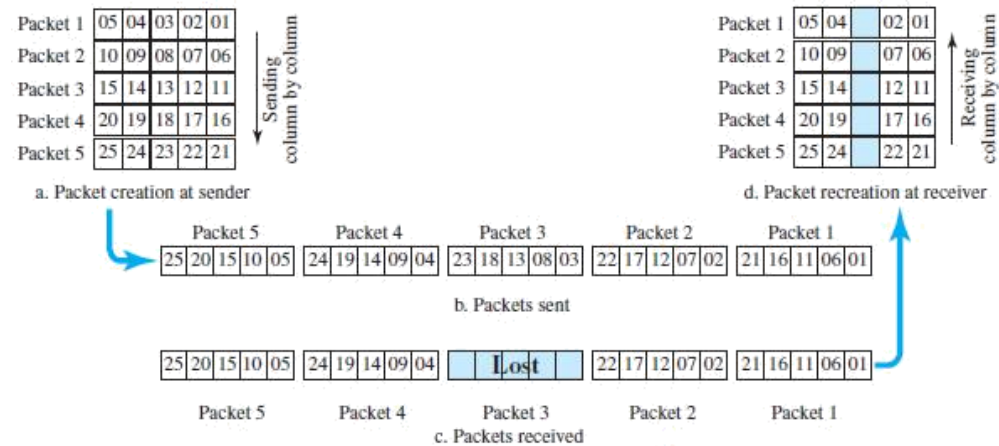 Packet 1 05 04 03 02 01
Packet 2 10 09 08 07 06
Packet 3 15 14 13 12 11
Packet 4 20 19 18 17 16
Packet 5 25 24 23 22 21
Sending
column by column
a. Packet creation at sender
Packet 1 05 04 02 01
Packet 2 10 09 07 06
Packet 3 15 14 12 11
Packet 4 20 19 17 16
Packet 5 25 24 22 21
Receiving
column by column
d. Packet recreation at receiver
Packet 5 Packet 4 Packet 3 Packet 2 Packet 1
25 20 15 10 05 24 19 14 09 04 23 18 13 08 03 22 17 12 07 02 21 16 11 06 01
b. Packets sent
25 20 15 10 05 24 19 14 09 04 Lost 22 17 12 07 02 21 16 11 06 01
Packet 5 Packet 4 Packet 3 Packet 2 Packet 1
c. Packets received